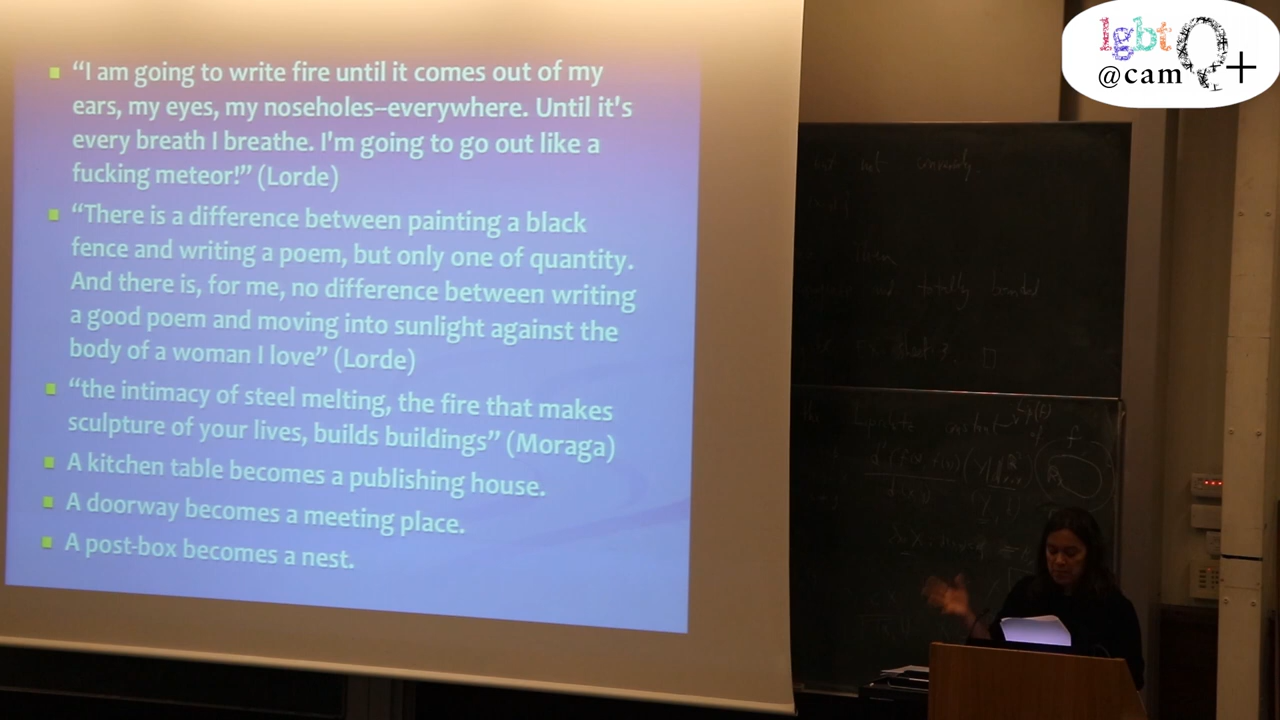 “I am going to write fire until it comes out of my
ears, my eyes, my noseholes--everywhere. Until it's
every breath I breathe. I'm going to go out like a
fucking meteor!” (Lorde)
“There is a difference between painting a black
fence and writing a poem, but only one of quantity.
And there is, for me, no difference between writing
a good poem and moving into sunlight against the
body of a woman I love” (Lorde)
“the intimacy of steel melting, the fire that makes
sculpture of your lives, builds buildings” (Moraga)
A kitchen table becomes a publishing house.
A doorway becomes a meeting place.
A post-box becomes a nest.
lgbtQ+
@cam
not
Then
totally